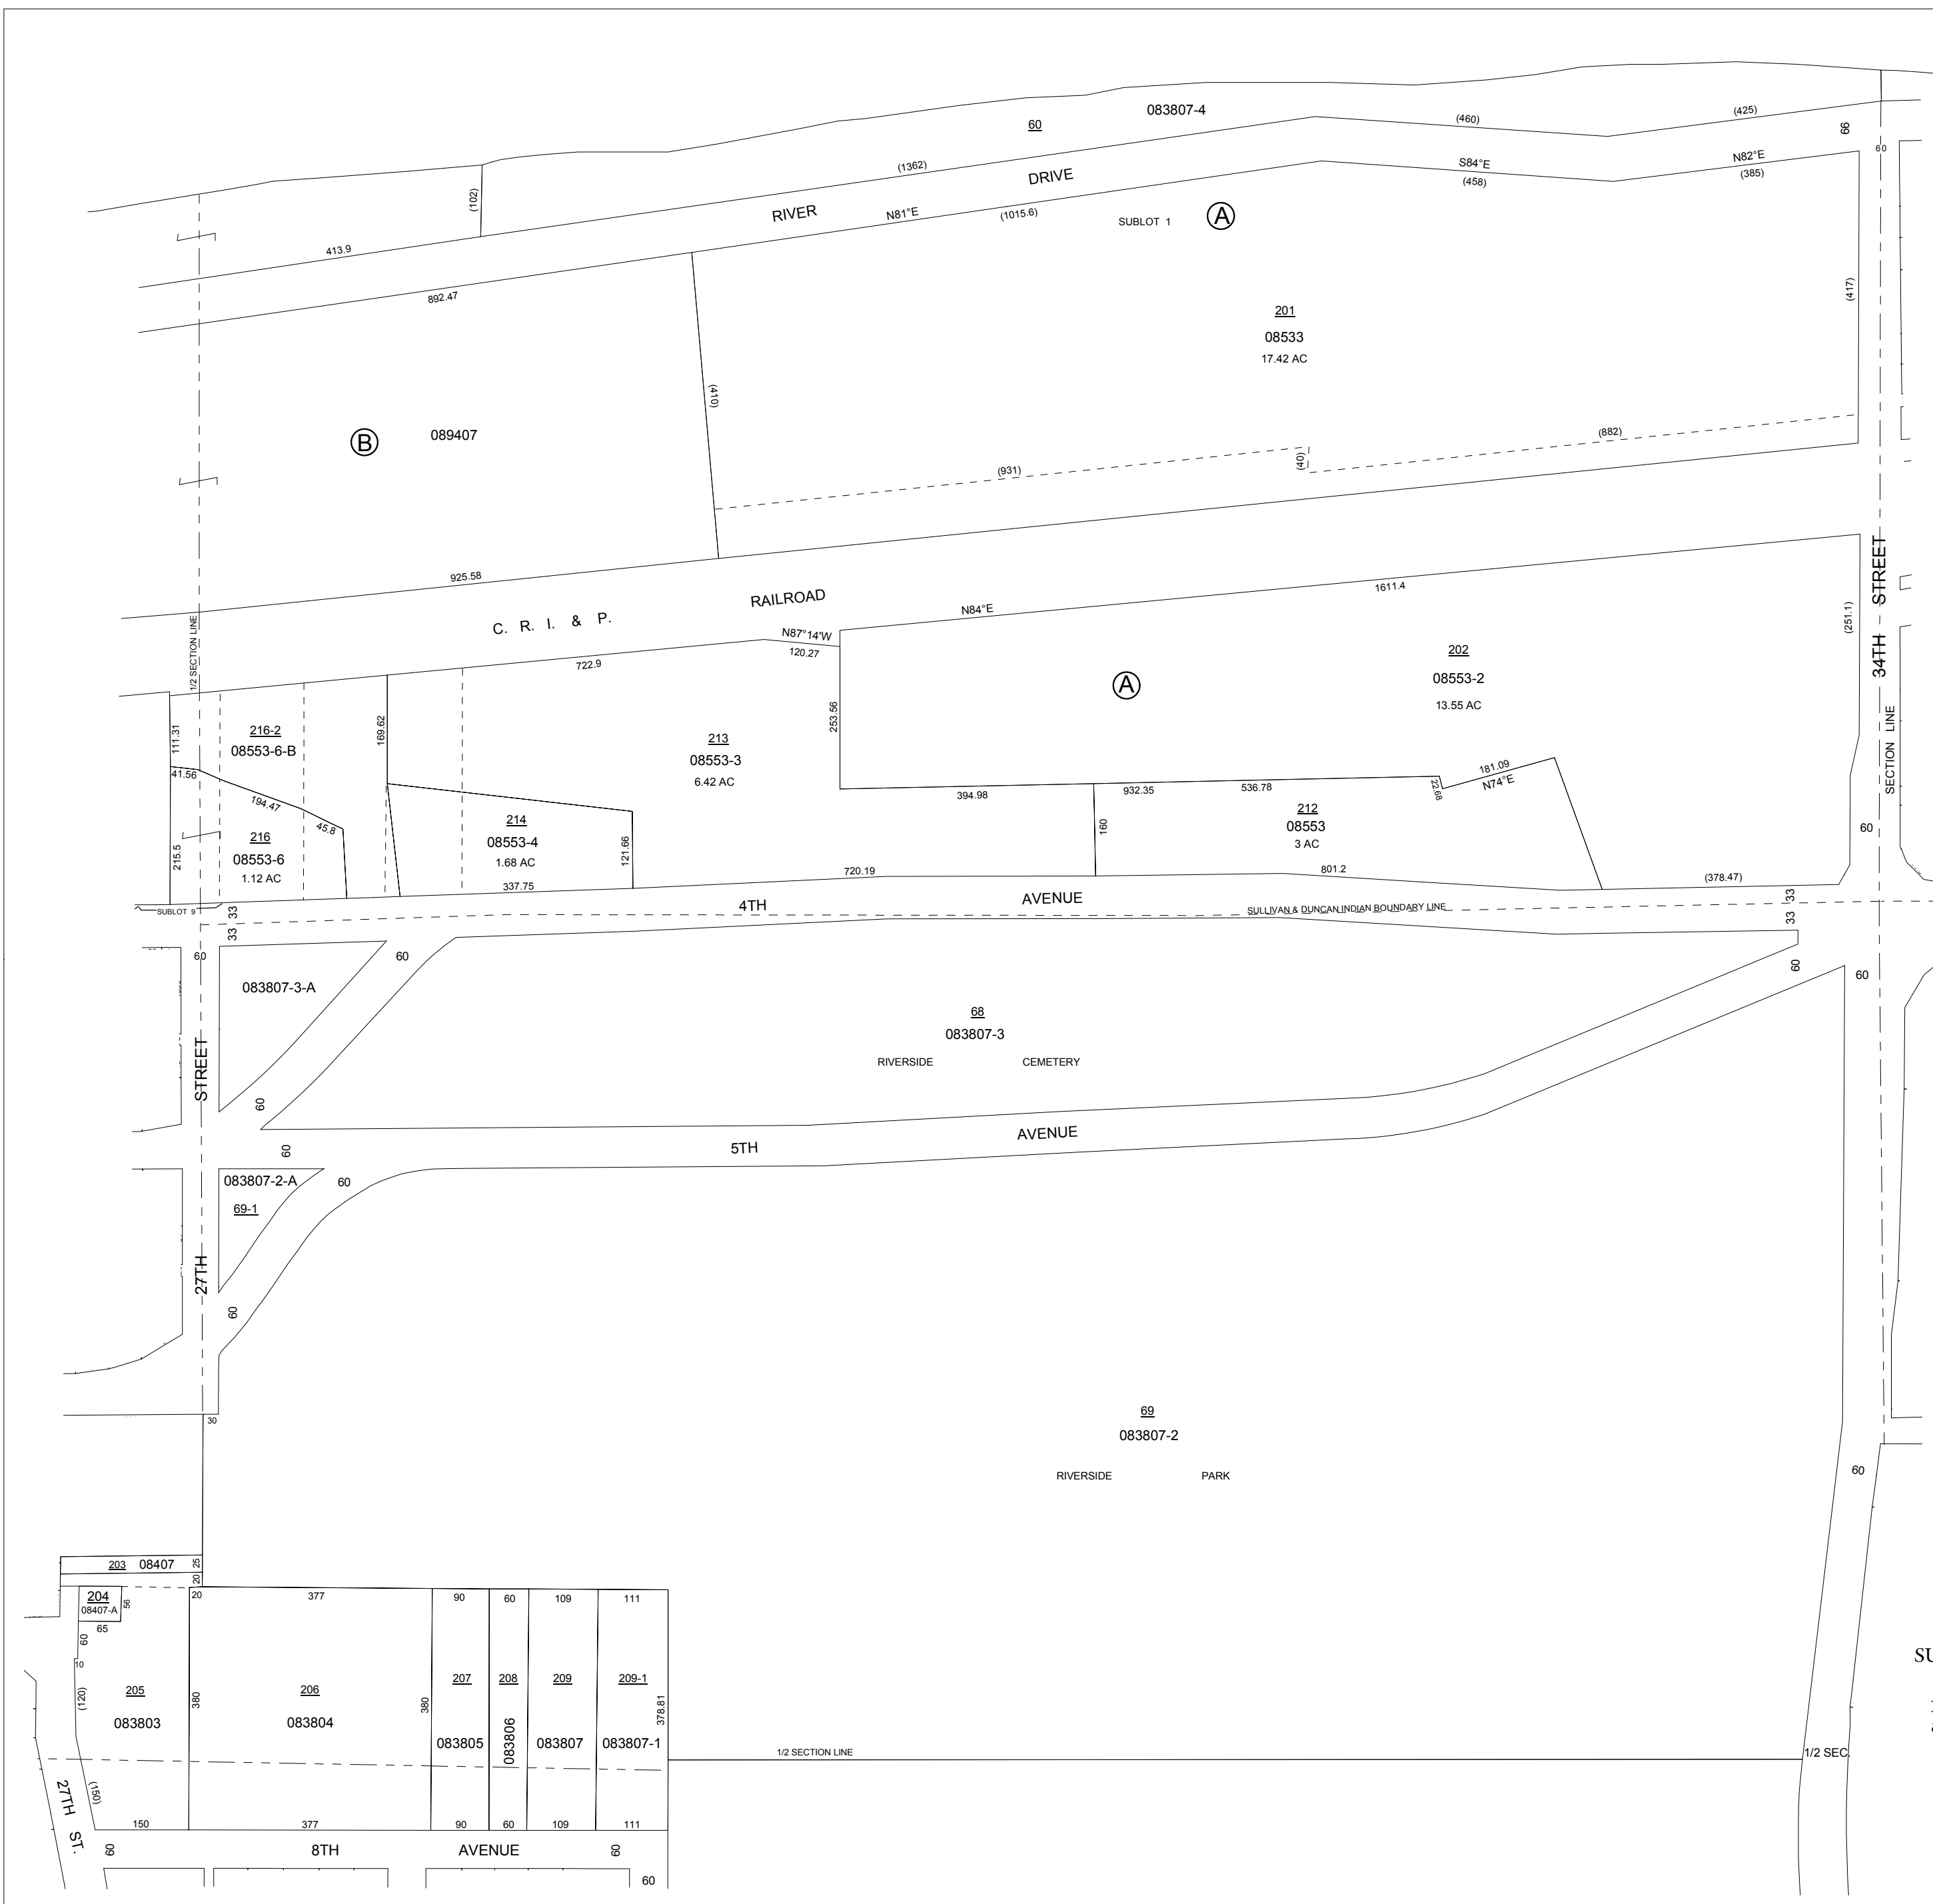 083807-4
60
(460)
(425)
66
60
(1362)
DRIVE
S84°E
(458)
N82°E
(385)
(102)
RIVER
N81°E
(1015.6)
SUBLOT 1
A
413.9
892.47
201
08533
17.42 AC
(417)
(410)
B
089407
(931)
(40)
(882)
925.58
C. R. I. & P.
RAILROAD
N84°E
1611.4
34TH STREET
(251.1)
1/2 SECTION LINE
N87°14'W
120.27
722.9
202
08553-2
13.55 AC
A
SECTION LINE
111.31
216-2
08553-6-B
169.62
213
08553-3
6.42 AC
253.56
41.56
194.47
45.8
394.98
932.35
536.78
22.68
181.09
N74°E
215.5
216
08553-6
1.12 AC
214
08553-4
1.68 AC
121.66
160
212
08553
3 AC
60
337.75
720.19
801.2
(378.47)
SUBLOT 9
33
33
4TH
AVENUE
SULLIVAN & DUNCAN INDIAN BOUNDARY LINE
33
33
60
60
60
60
083807-3-A
68
083807-3
RIVERSIDE CEMETERY
27TH STREET
60
60
5TH
AVENUE
083807-2-A
60
69-1
60
30
69
083807-2
RIVERSIDE PARK
60
203 08407
25
20
204
08407-A
56
65
20
377
90
60
109
111
60
10
(120)
205
083803
380
206
083804
380
207
083805
208
083806
209
083807
209-1
083807-1
378.81
1/2 SECTION LINE
1/2 SEC.
27TH ST.
(150)
150
377
90
60
109
111
60
8TH
AVENUE
60
60
SU